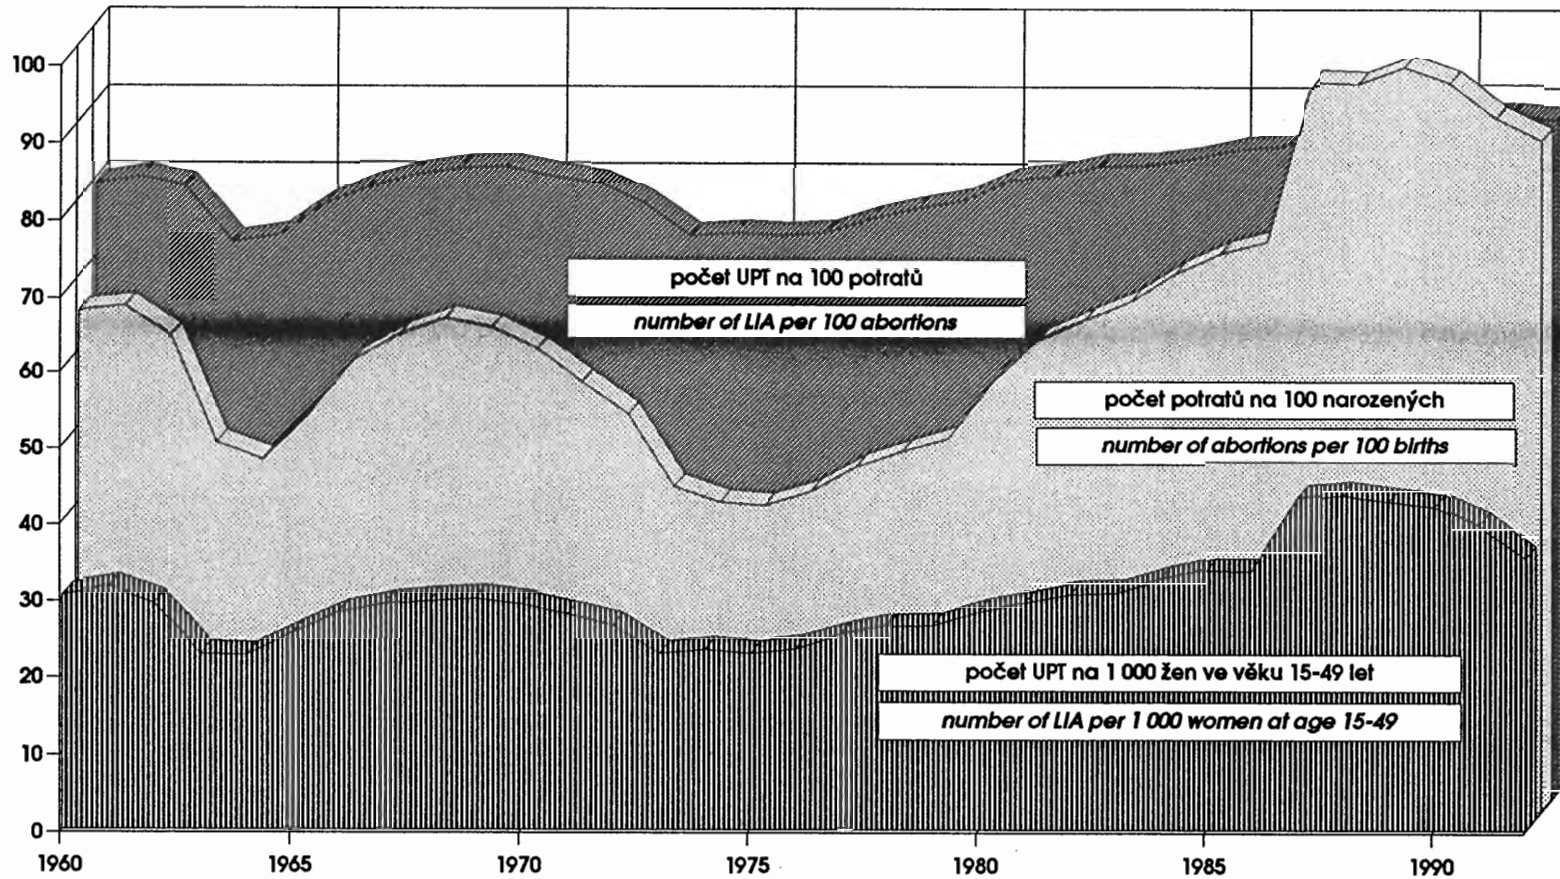 100
90
80
70
60
50
40
30
20
10
0
počet UPT na 100 potratů
number of LIA per 100 abortions
počet potratů na 100 narozených
number of abortions per 100 births
počet UPT na 1 000 žen ve věku 15-49 let
number of LIA per 1 000 women at age 15-49
1960 1965 1970 1975 1980 1985 1990